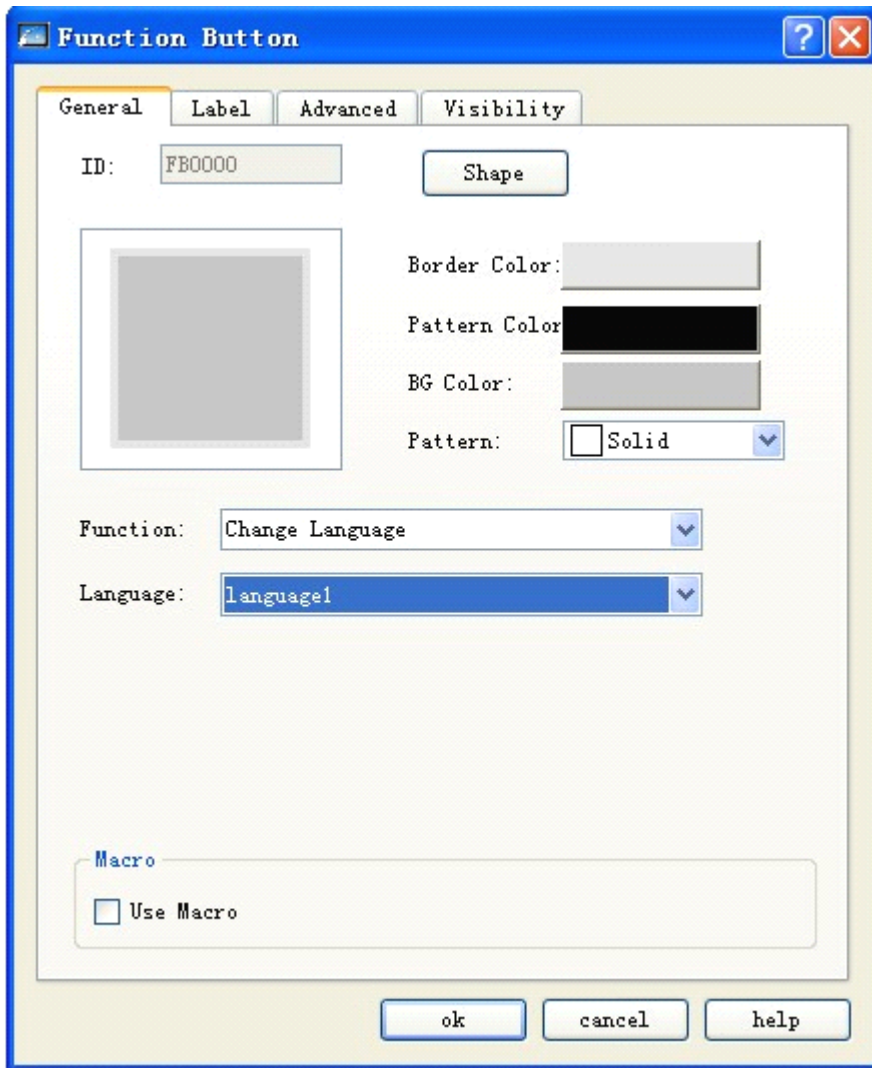 Function Button
General Label Advanced Visibility
ID: FB0000 Shape
Border Color:
Pattern Color
BG Color:
Pattern: Solid
Function: Change Language
Language: language1
Macro
Use Macro
ok cancel help